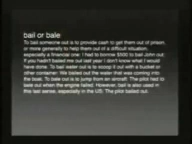 bail or bale
To bail someone out is to provide cash to get them out of prison,
or more generally to help them out of a difficult situation,
especially a financial one. I had to borrow $500 to bail John out.
If you hadn't bailed me out last year I don't know what I would
have done. To bail water out is to scoop it out with a bucket or
other container. We bailed out the water that was coming into
the boat. To bale out is to jump from an aircraft. The pilot had to
bale out when the engine failed. However, bail is also used in
this last sense, especially in the US: The pilot bailed out.